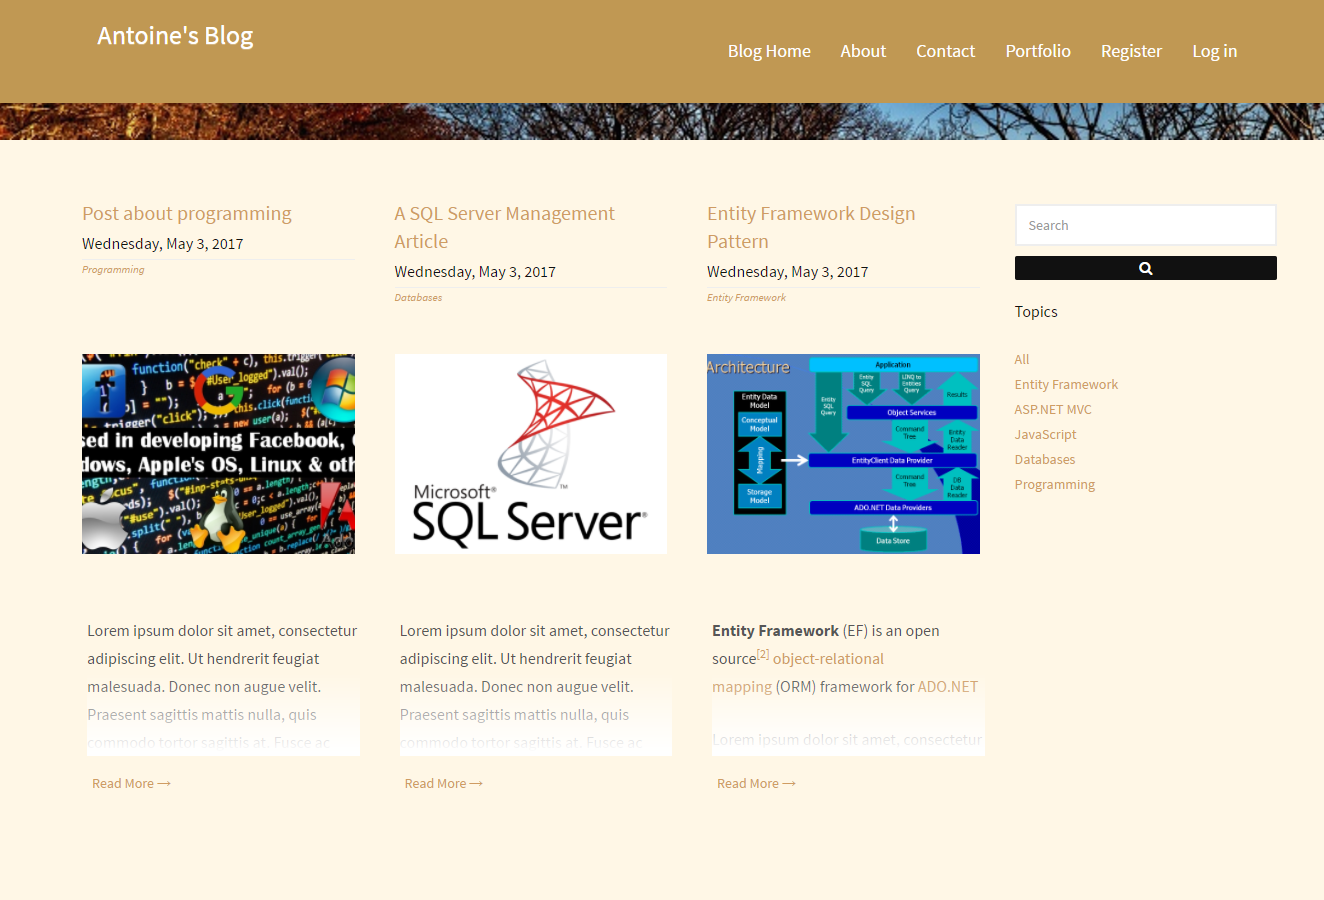 Antoine's Blog
Blog Home About Contact Portfolio Register Log in
Post about programming
Wednesday, May 3, 2017
Programming
A SQL Server Management
Article
Wednesday, May 3, 2017
Databases
Entity Framework Design
Pattern
Wednesday, May 3, 2017
Entity Framework
Search
Topics
All
Entity Framework
ASP.NET MVC
JavaScript
Databases
Programming
function("check"
#User_logged").val();
"click");
new user(a);
sed in developing Facebook,
dows, Apple's OS, Linux & oth
$("#inp-stats-
.val();
.split("
Microsoft®
SQL Server®
Architecture
Application
Entity Data
Model
Conceptual
Model
Mapping
Storage
Model
Entity
SQL
Query
Entity
SQL
Query
LINQ to
Entities
Query
Results
Object Services
Command
Tree
Entity
Data
Reader
EntityClient Data Provider
Command
Tree
DB
Data
Reader
ADO.NET Data Providers
Data Store
Lorem ipsum dolor sit amet, consectetur
adipiscing elit. Ut hendrerit feugiat
malesuada. Donec non augue velit.
Praesent sagittis mattis nulla, quis
commodo tortor sagittis at. Fusce ac
Read More →
Lorem ipsum dolor sit amet, consectetur
adipiscing elit. Ut hendrerit feugiat
malesuada. Donec non augue velit.
Praesent sagittis mattis nulla, quis
commodo tortor sagittis at. Fusce ac
Read More →
Entity Framework (EF) is an open
source[2] object-relational
mapping (ORM) framework for ADO.NET
Lorem ipsum dolor sit amet, consectetur
Read More →